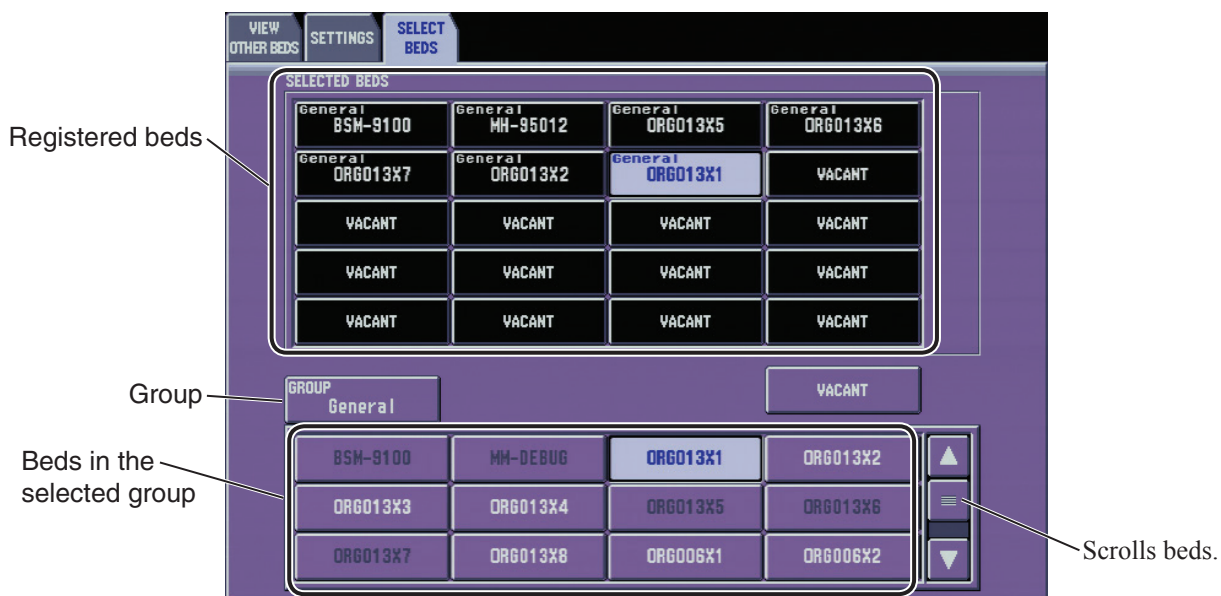 VIEW
OTHER BEDS
SETTINGS
SELECT
BEDS
SELECTED BEDS
Registered beds
General General General General
BSM-9100 MH-95012 ORG013X5 ORG013X6
General General General
ORG013X7 ORG013X2 ORG013X1 VACANT
VACANT VACANT VACANT VACANT
VACANT VACANT VACANT VACANT
VACANT VACANT VACANT VACANT
Group
GROUP
General
VACANT
Beds in the
selected group
BSM-9100 MM-DEBUG ORG013X1 ORG013X2
ORG013X3 ORG013X4 ORG013X5 ORG013X6
ORG013X7 ORG013X8 ORG006X1 ORG006X2
Scrolls beds.